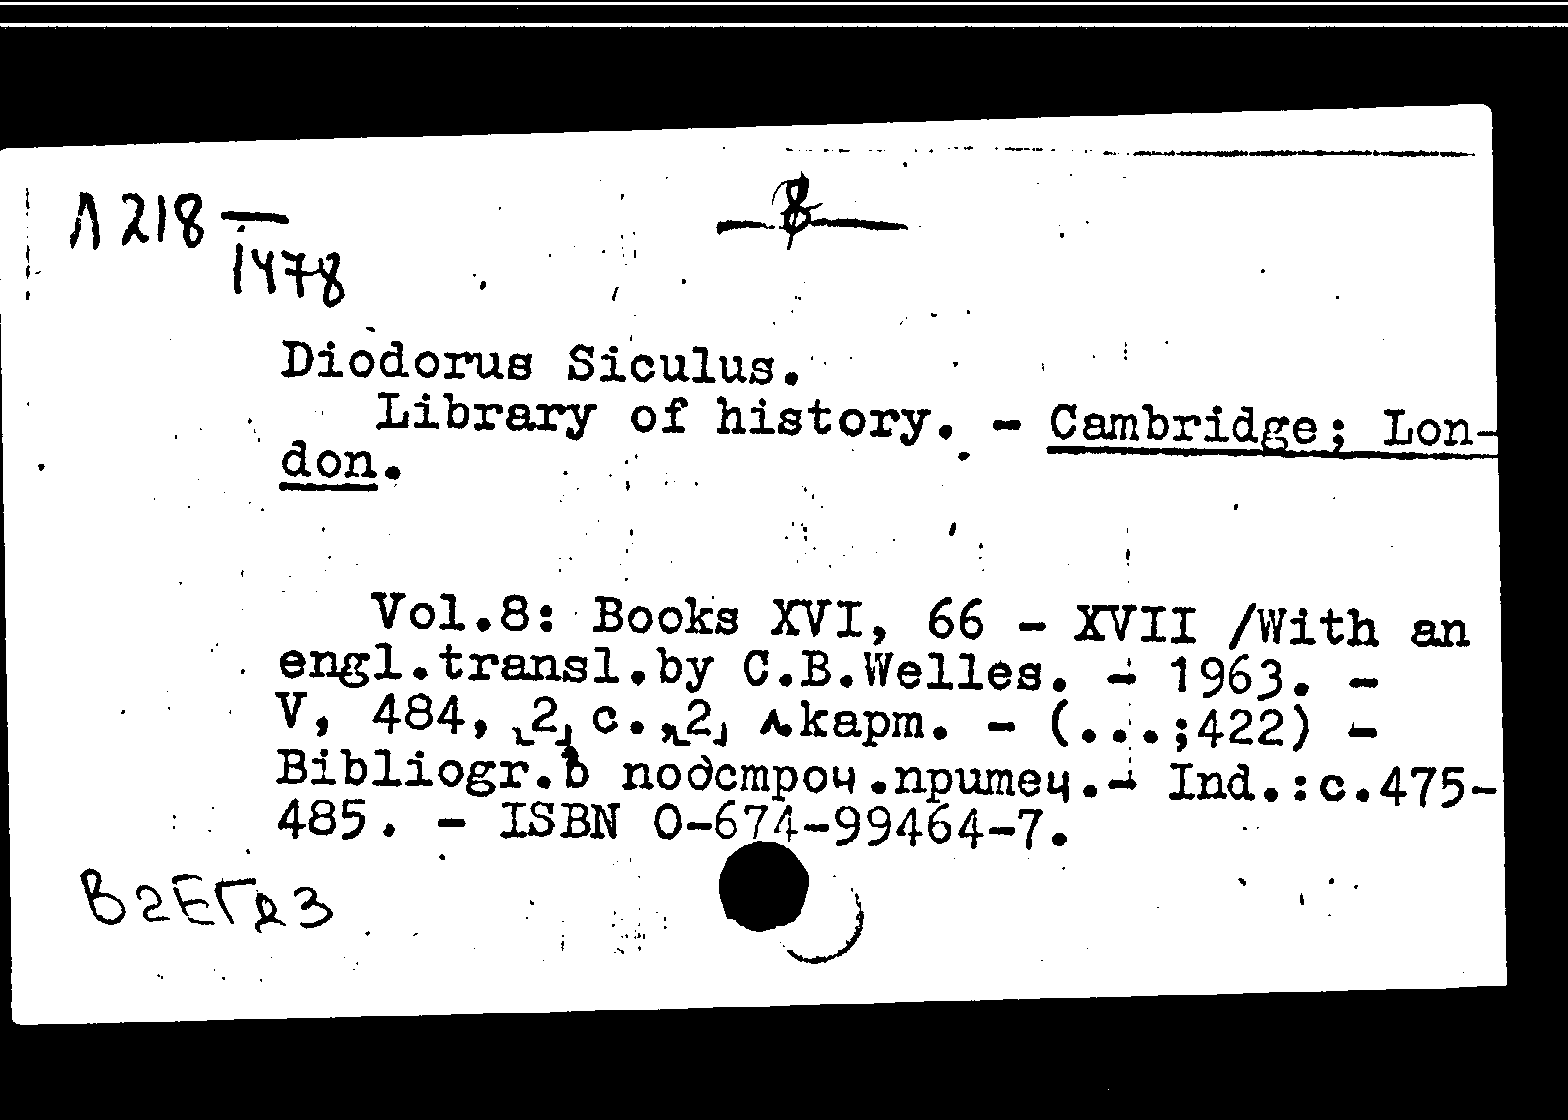 Л 218 —
1478
8
Diodorus Siculus.
Library of history. - Cambridge; Lon-
don.
Vol.8: Books XVI, 66 - XVII /With an
engl.transl.by C.B.Welles. - 1963. -
V, 484, [2] c., [2] л.карт. - (...;422) -
Bibliogr.в подстроч.примеч.- Ind.:c.475-
485. - ISBN 0-674-99464-7.